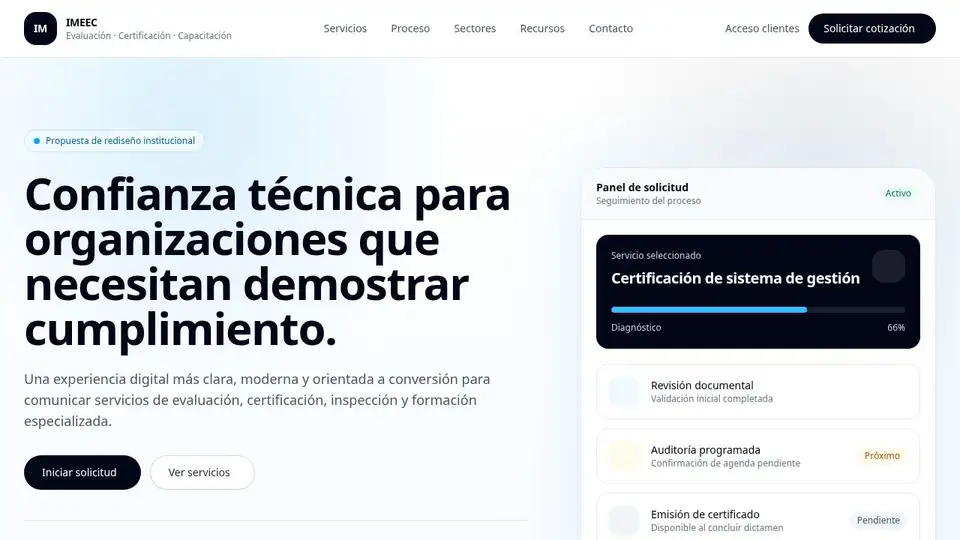 IM
IMEEC
Evaluación · Certificación · Capacitación
Servicios
Proceso
Sectores
Recursos
Contacto
Acceso clientes
Solicitar cotización
Propuesta de rediseño institucional
Confianza técnica para
organizaciones que
necesitan demostrar
cumplimiento.
Una experiencia digital más clara, moderna y orientada a conversión para
comunicar servicios de evaluación, certificación, inspección y formación
especializada.
Iniciar solicitud
Ver servicios
Panel de solicitud
Seguimiento del proceso
Activo
Servicio seleccionado
Certificación de sistema de gestión
Diagnóstico
66%
Revisión documental
Validación inicial completada
Auditoría programada
Confirmación de agenda pendiente
Próximo
Emisión de certificado
Disponible al concluir dictamen
Pendiente